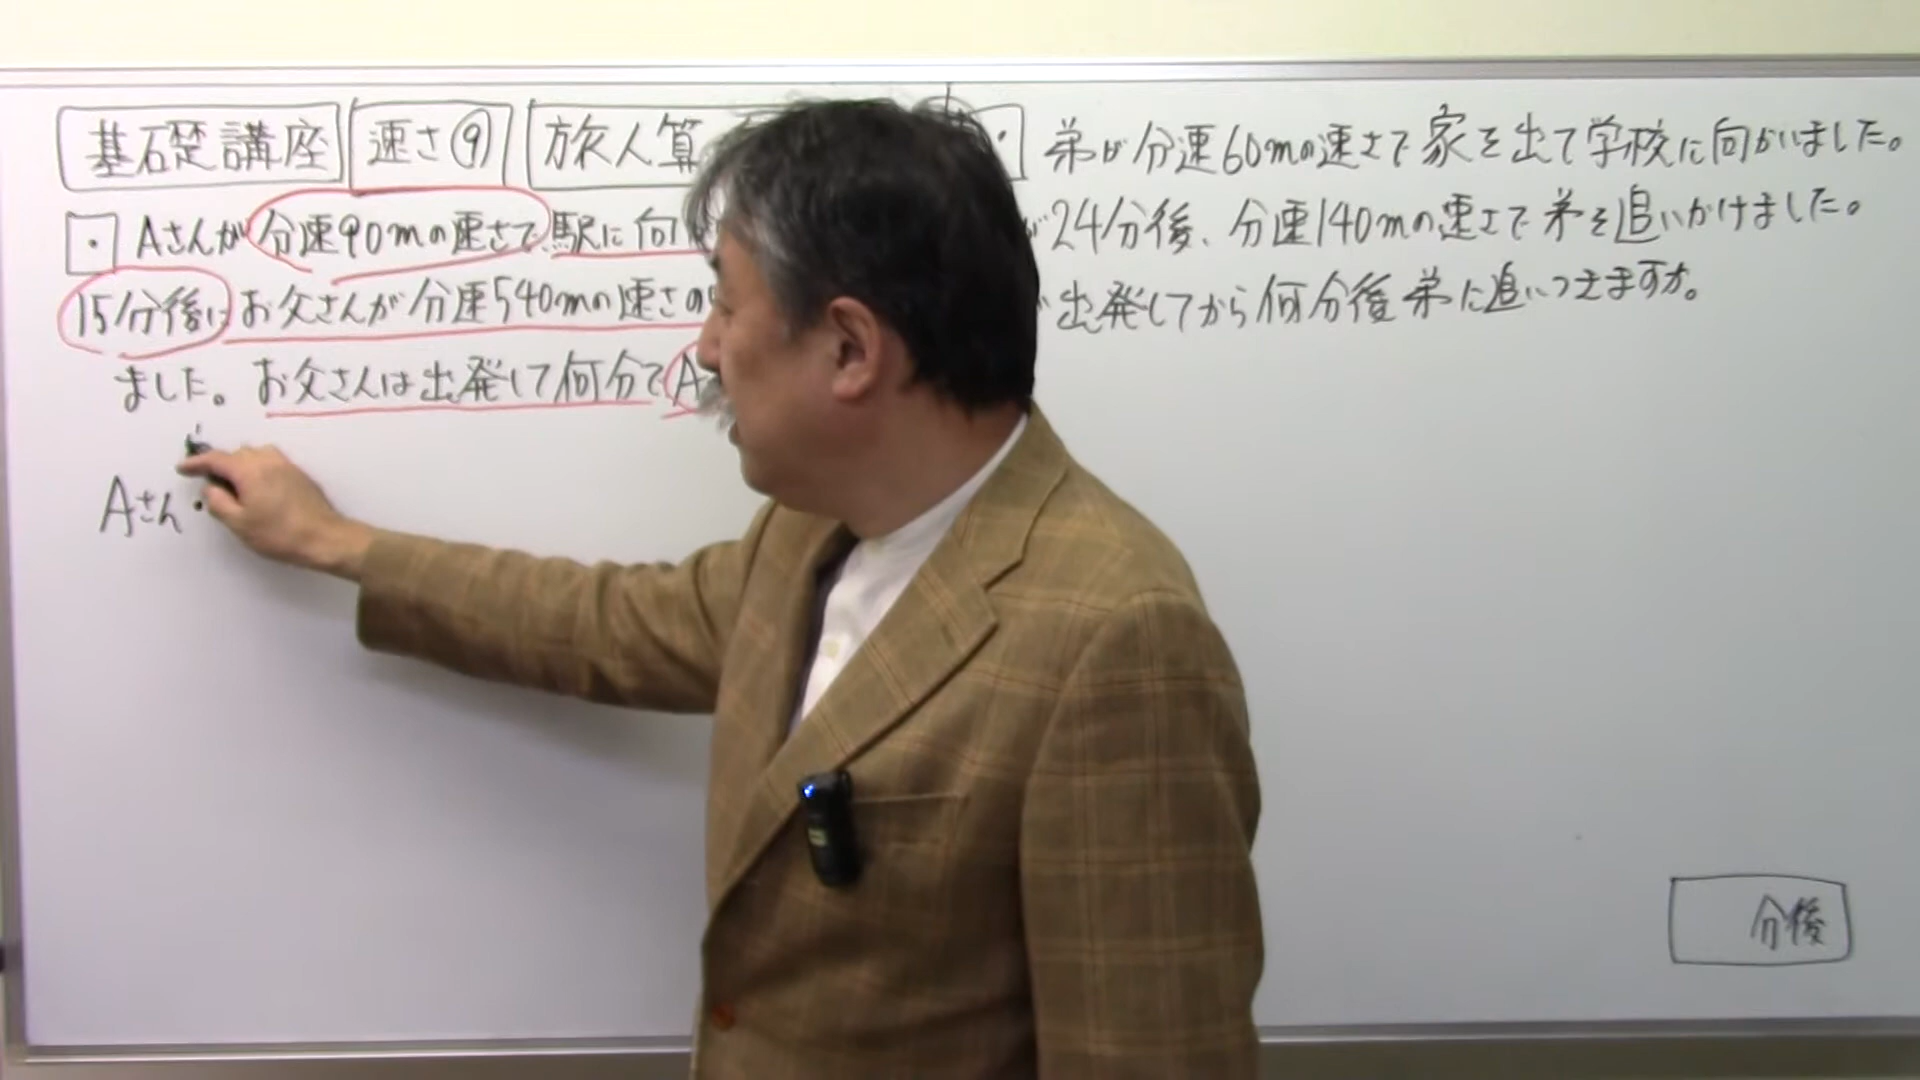 基礎講座 速さ⑨ 旅人算
Aさんが分速90mの速さで駅に向
15分後にお父さんが分速540mの速さの
ました。お父さんは出発して何分でA
Aさん
弟が分速60mの速さで家を出て学校に向かいました。
24分後、分速140mの速さで弟を追いかけました。
出発してから何分後弟に追いつきますか。
分後